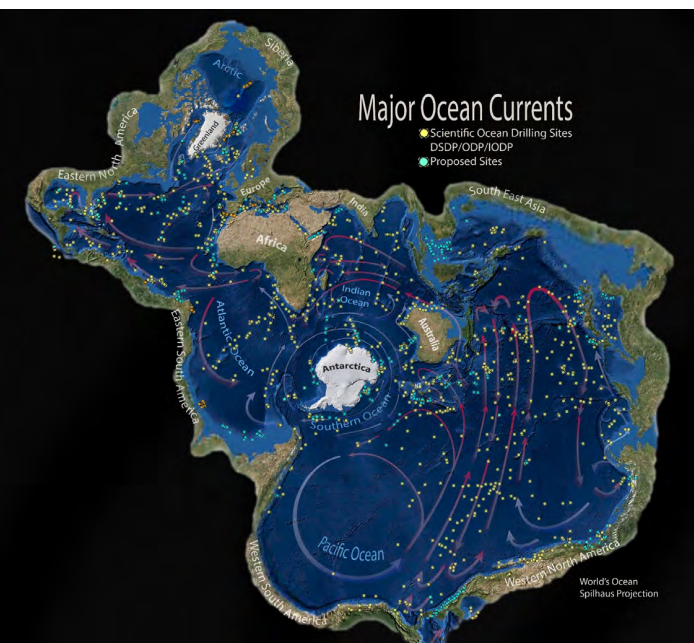 Major Ocean Currents
Scientific Ocean Drilling Sites
DSDP/ODP/IODP
Proposed Sites
Siberia
Arctic
Greenland
Eastern North America
Europe
India
South East Asia
Africa
Indian
Ocean
Australia
Atlantic Ocean
Eastern South America
Antarctica
NZ
Southern Ocean
Pacific Ocean
Western South America
Western North America
World's Ocean
Spilhaus Projection